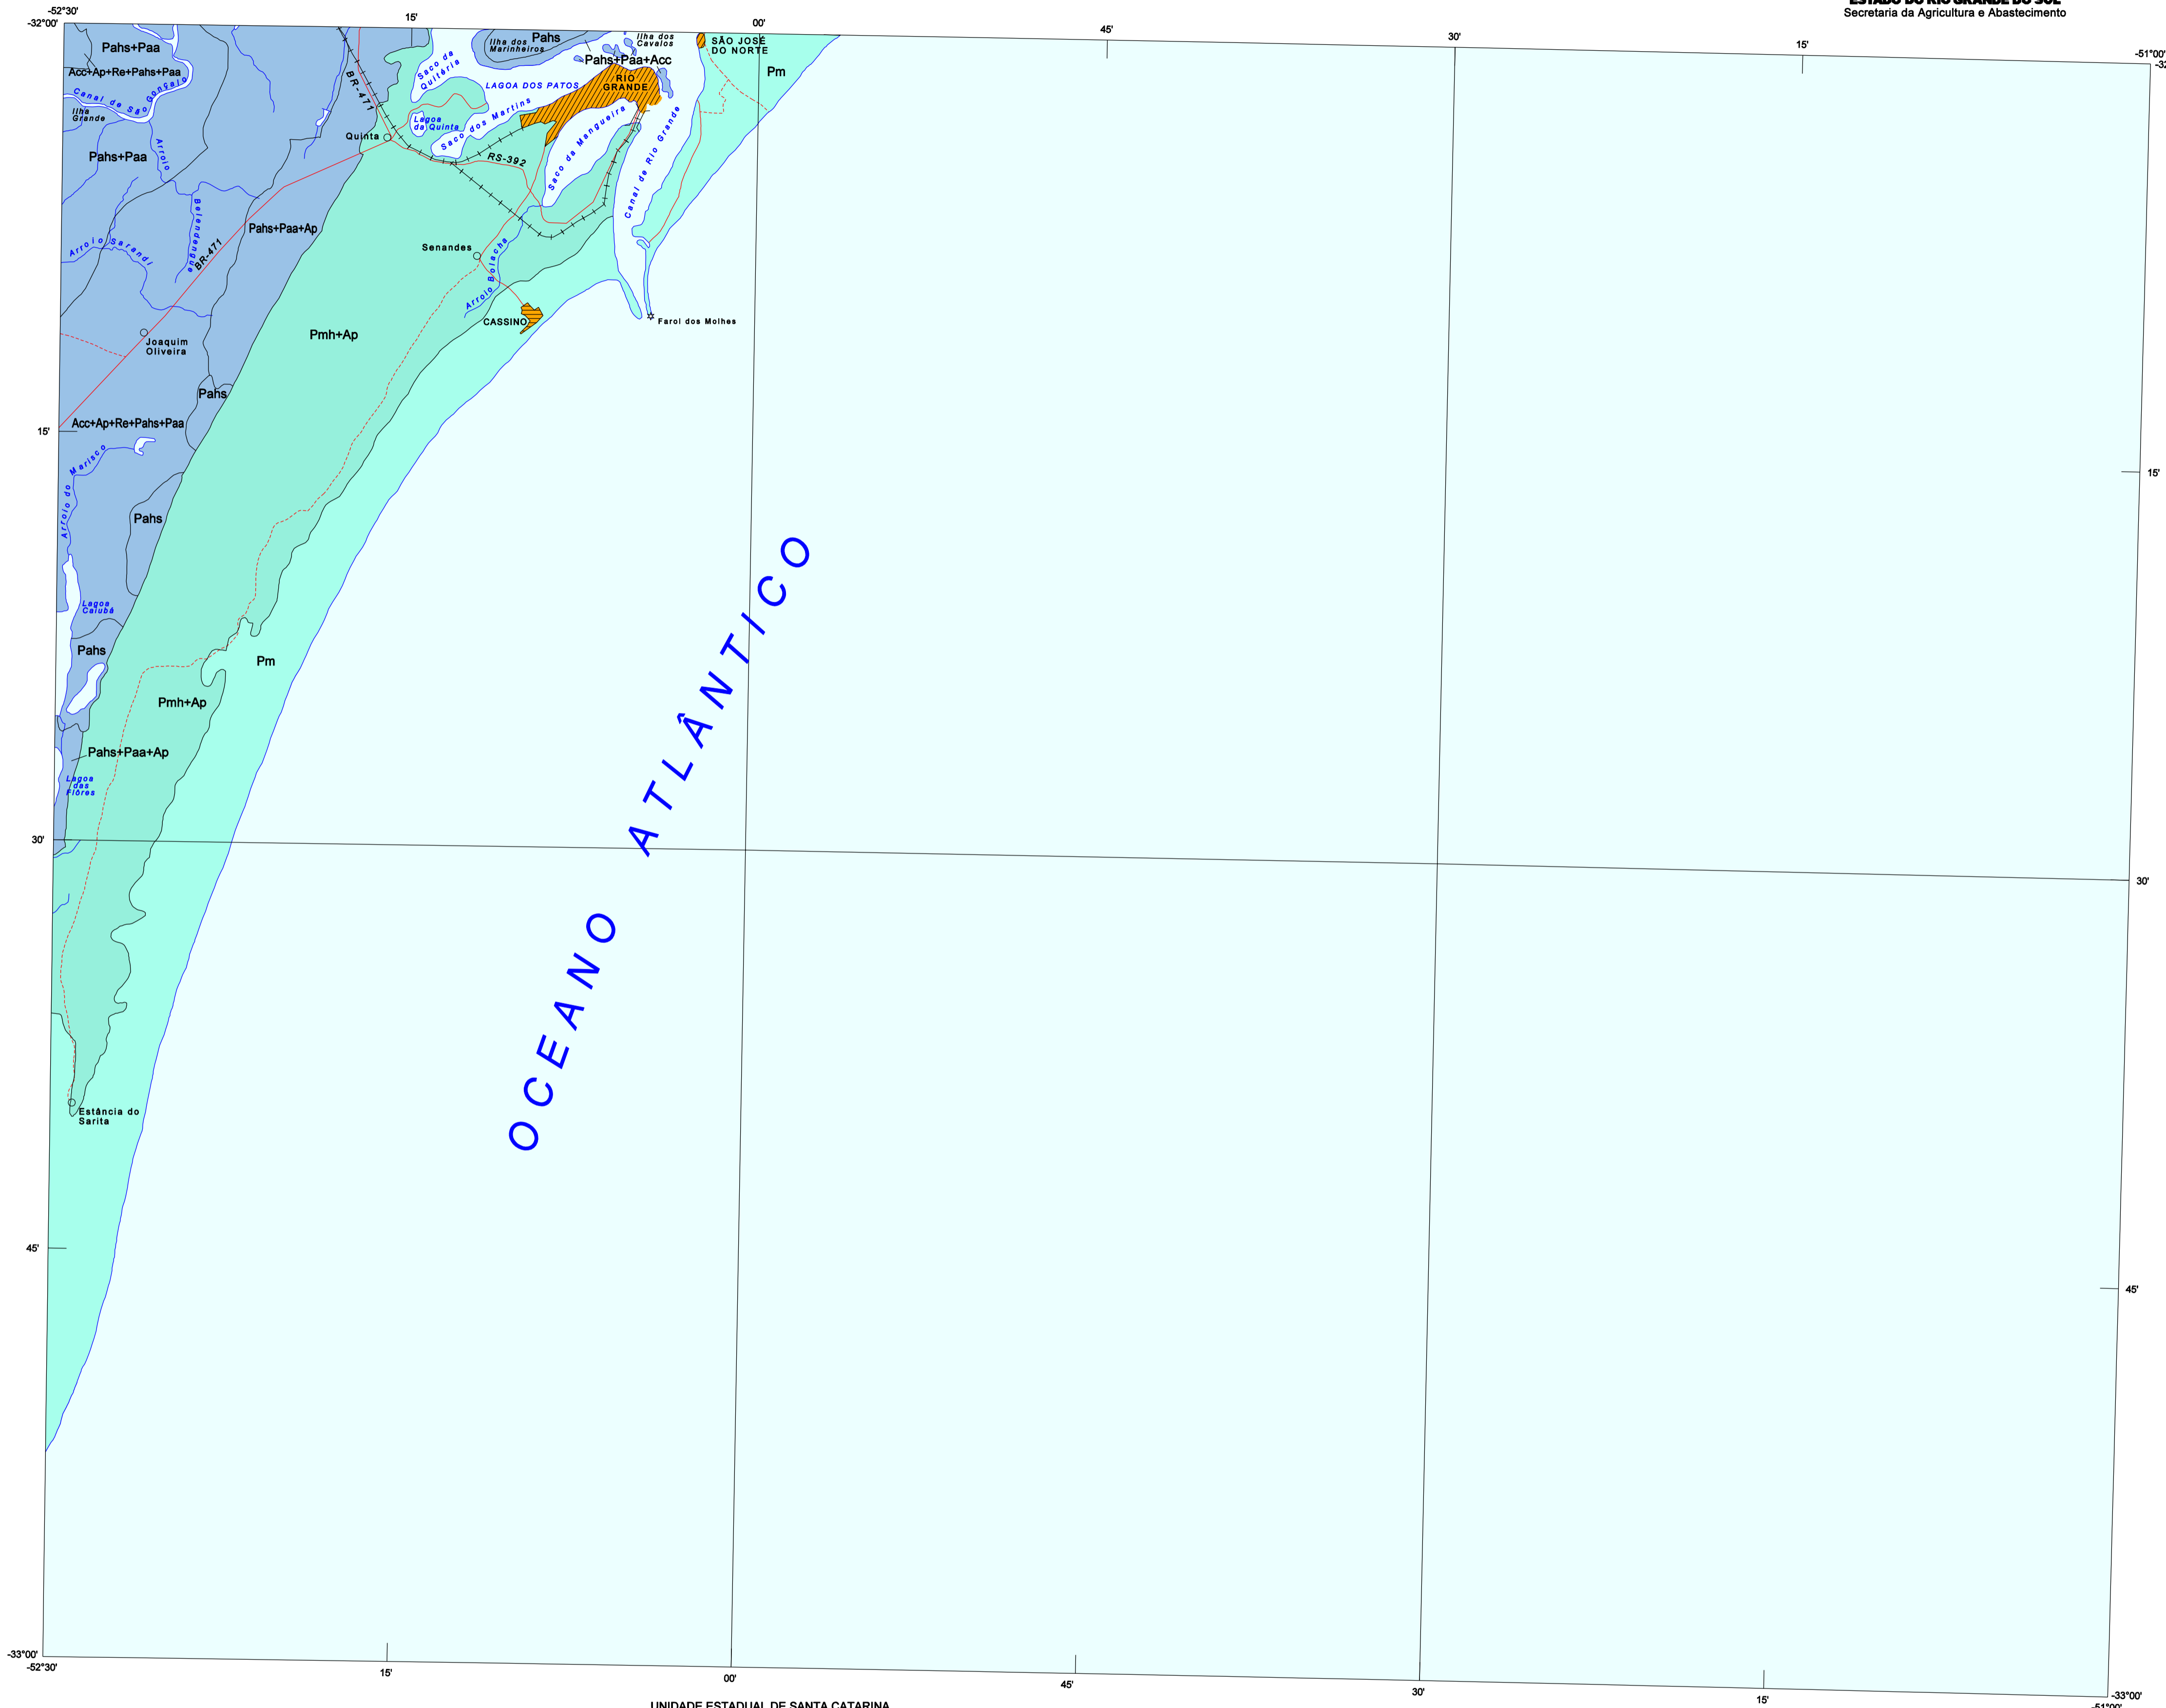 ESTADO DO RIO GRANDE DO SUL
Secretaria da Agricultura e Abastecimento
-52°30'
-32°00'
15'
00'
45'
30'
15'
-51°00'
-32
Pahs+Paa
Acc+Ap+Re+Pahs+Paa
Canal de São Gonçalo
Ilha
Grande
Pahs+Paa
Arroio
Belendengue
Arroio Sarandi
BR-471
BR-471
Quinta
Saco da
Quitéria
Ilha dos
Marinheiros
Pahs
Ilha dos
Cavalos
Pahs+Paa+Acc
SÃO JOSÉ
DO NORTE
Pm
LAGOA DOS PATOS
RIO
GRANDE
Lagoa
da Quinta
Saco dos Martins
Saco da Mangueira
Canal de Rio Grande
RS-392
Pahs+Paa+Ap
Senandes
Arroio Bolacha
CASSINO
Farol dos Molhes
Joaquim
Oliveira
Pmh+Ap
Pahs
Acc+Ap+Re+Pahs+Paa
15'
15'
Arroio do Marisco
Pahs
Lagoa
Caiubá
Pahs
Pm
Pmh+Ap
Pahs+Paa+Ap
Lagoa
das
Flôres
OCEANO ATLÂNTICO
30'
30'
Estância do
Sarita
45'
45'
-33°00'
-52°30'
15'
00'
45'
30'
15'
-33°00'
-51°00'
UNIDADE ESTADUAL DE SANTA CATARINA